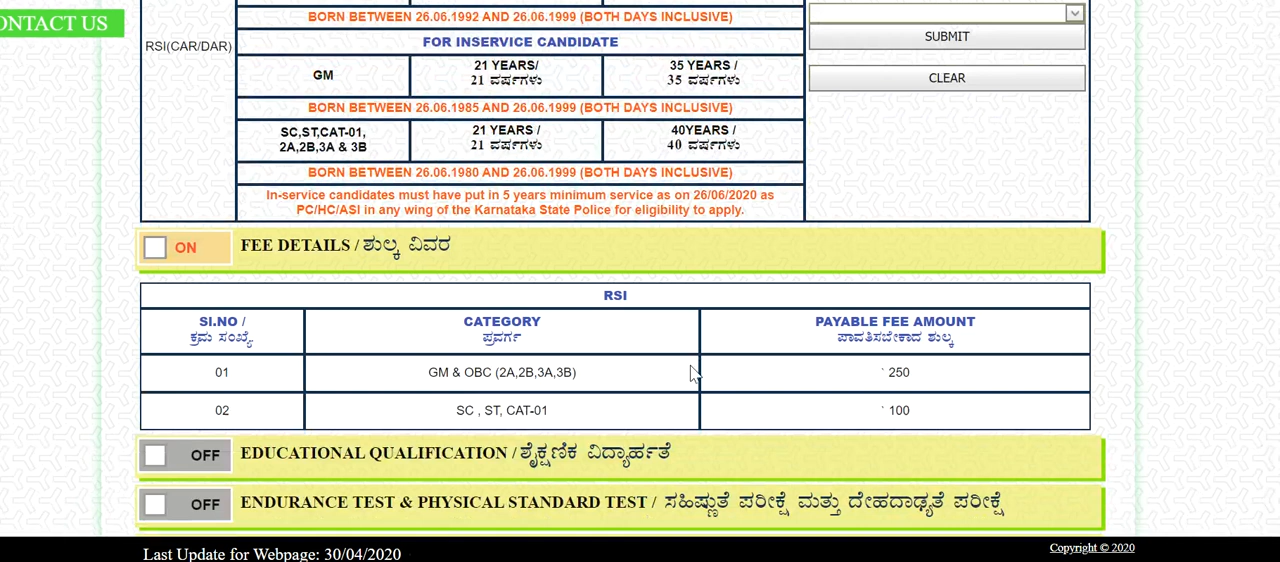 ONTACT US
BORN BETWEEN 26.06.1992 AND 26.06.1999 (BOTH DAYS INCLUSIVE)
RSI(CAR/DAR)
FOR INSERVICE CANDIDATE
GM
21 YEARS/
21 ವರ್ಷಗಳು
35 YEARS /
35 ವರ್ಷಗಳು
BORN BETWEEN 26.06.1985 AND 26.06.1999 (BOTH DAYS INCLUSIVE)
SC,ST,CAT-01,
2A,2B,3A & 3B
21 YEARS /
21 ವರ್ಷಗಳು
40YEARS /
40 ವರ್ಷಗಳು
BORN BETWEEN 26.06.1980 AND 26.06.1999 (BOTH DAYS INCLUSIVE)
In-service candidates must have put in 5 years minimum service as on 26/06/2020 as
PC/HC/ASI in any wing of the Karnataka State Police for eligibility to apply.
SUBMIT
CLEAR
ON
FEE DETAILS / ಶುಲ್ಕ ವಿವರ
RSI
SI.NO /
ಕ್ರಮ ಸಂಖ್ಯೆ
CATEGORY
ಪ್ರವರ್ಗ
PAYABLE FEE AMOUNT
ಪಾವತಿಸಬೇಕಾದ ಶುಲ್ಕ
01
GM & OBC (2A,2B,3A,3B)
` 250
02
SC , ST, CAT-01
` 100
OFF
EDUCATIONAL QUALIFICATION / ಶೈಕ್ಷಣಿಕ ವಿದ್ಯಾರ್ಹತೆ
OFF
ENDURANCE TEST & PHYSICAL STANDARD TEST / ಸಹಿಷ್ಣುತೆ ಪರೀಕ್ಷೆ ಮತ್ತು ದೇಹದಾಢ್ಯತೆ ಪರೀಕ್ಷೆ
Last Update for Webpage: 30/04/2020
Copyright © 2020